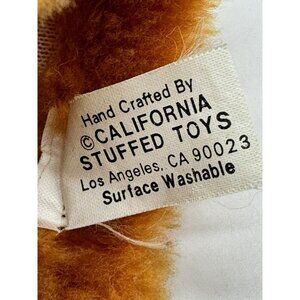 Hand Crafted By
©CALIFORNIA
STUFFED TOYS
Los Angeles, CA 90023
Surface Washable